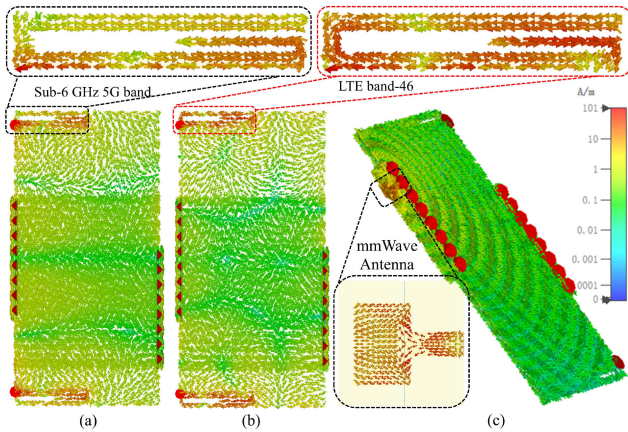 Sub-6 GHz 5G band
LTE band-46
A/m
101
10
1
0.1
0.01
0.001
0001
0
mmWave
Antenna
(a)
(b)
(c)